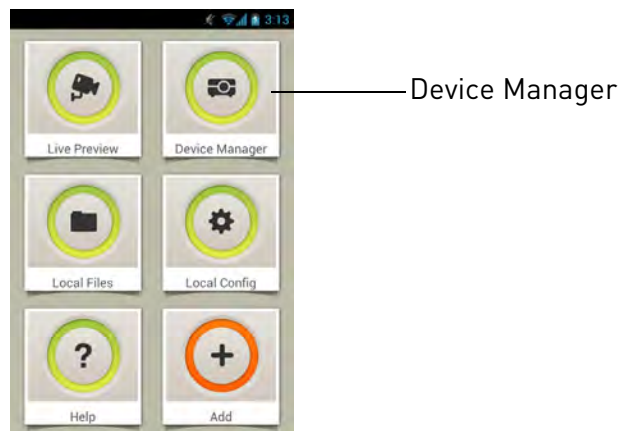 3:13
Device Manager
Live Preview Device Manager
Local Files Local Config
?
Help Add